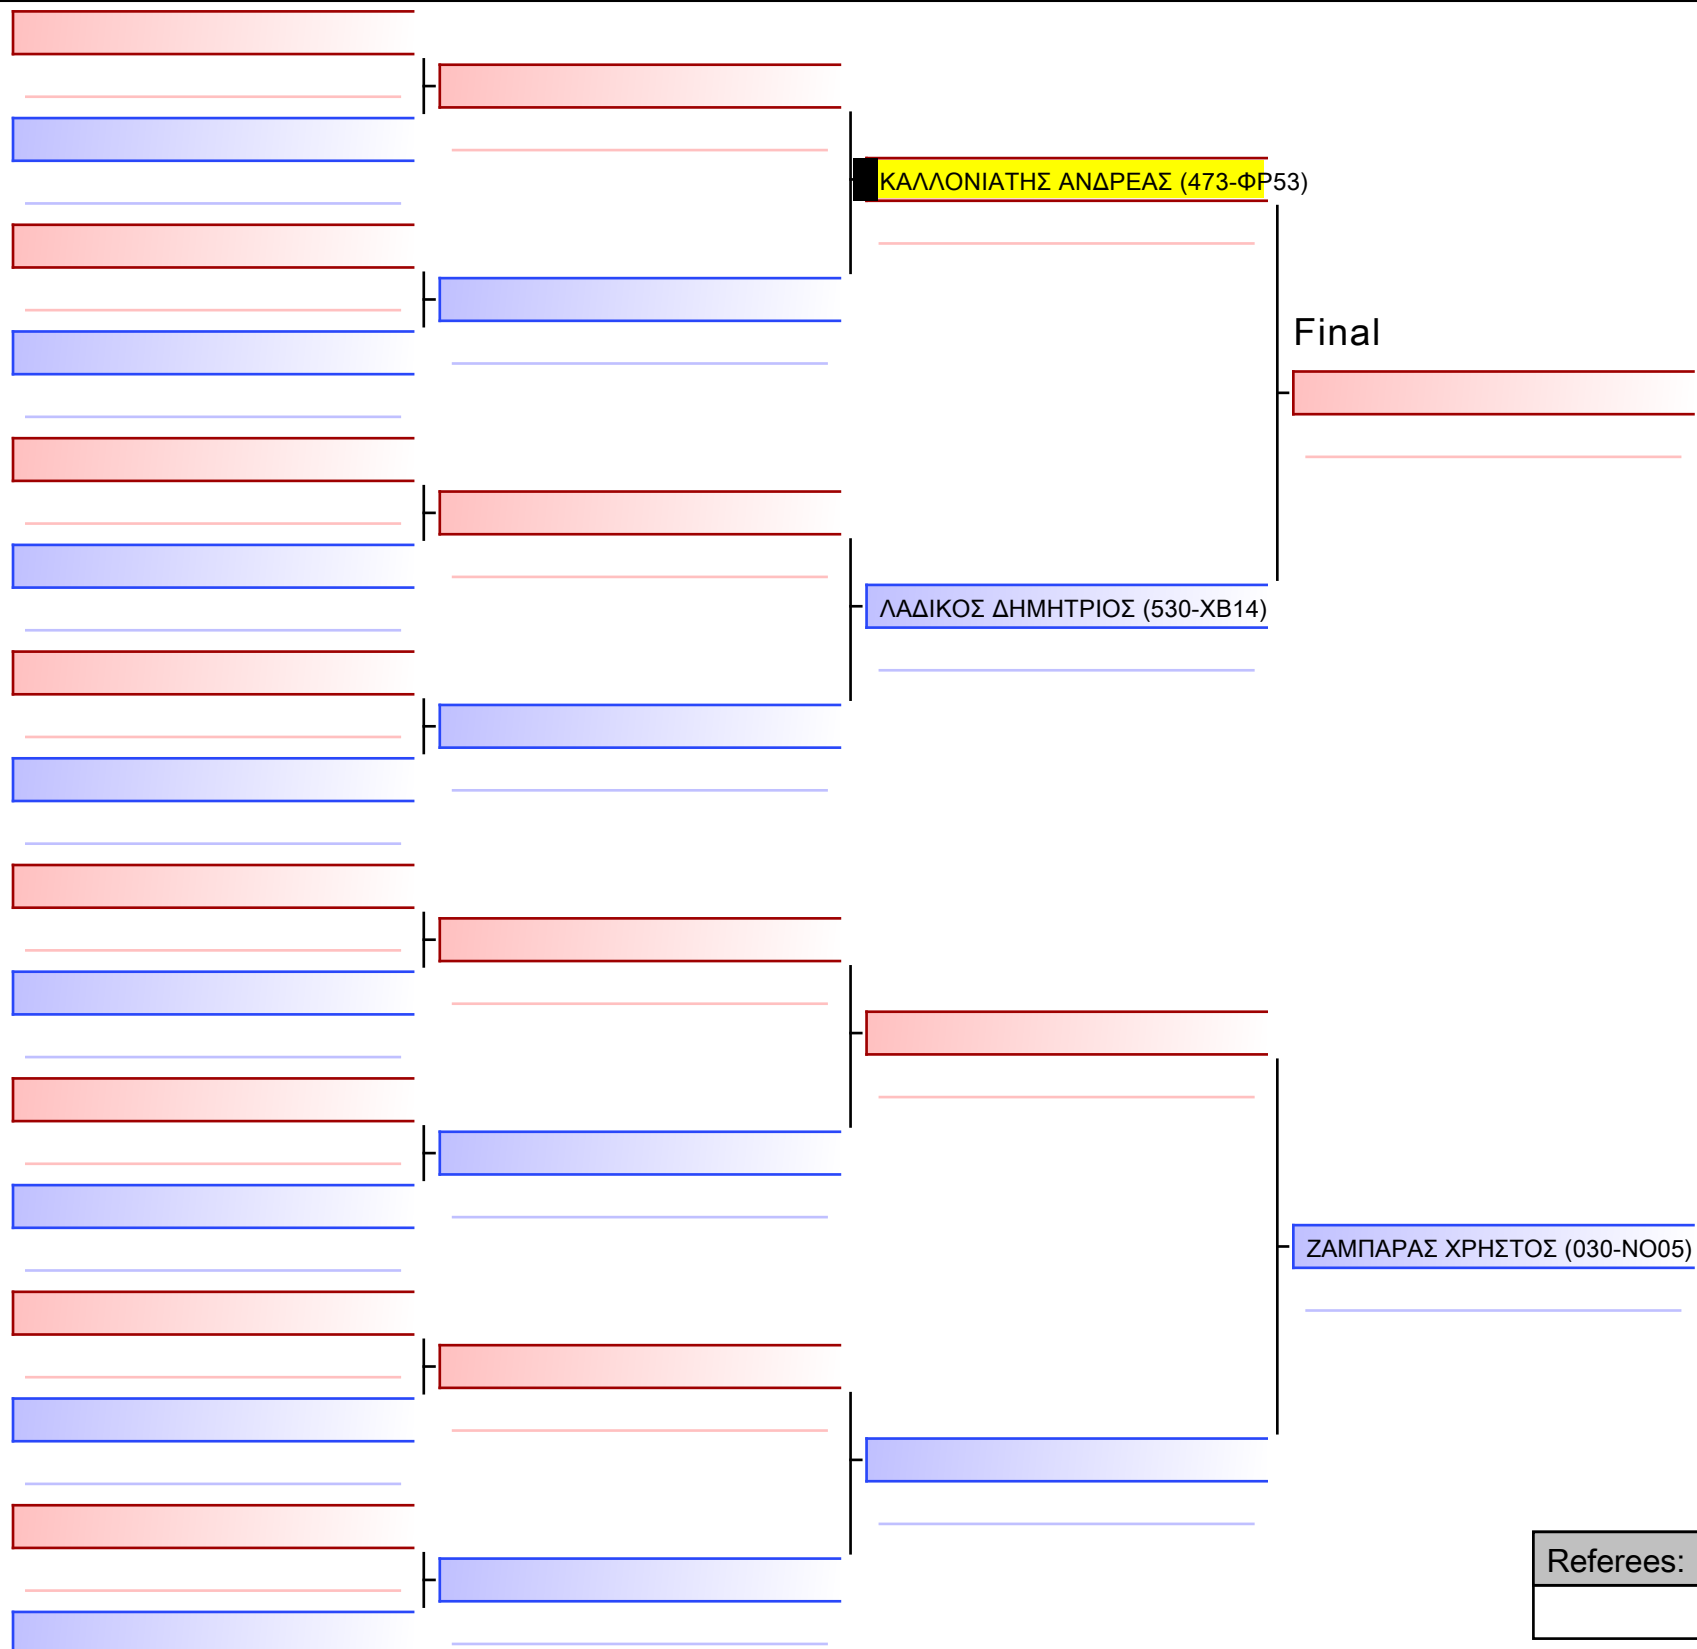 ΚΑΛΛΟΝΙΑΤΗΣ ΑΝΔΡΕΑΣ (473-ΦΡ53)
Final
ΛΑΔΙΚΟΣ ΔΗΜΗΤΡΙΟΣ (530-ΧΒ14)
ΖΑΜΠΑΡΑΣ ΧΡΗΣΤΟΣ (030-ΝΟ05)
Referees: